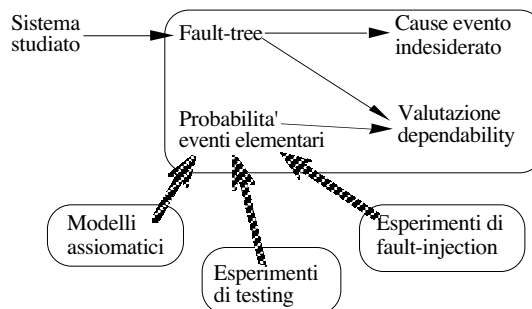 Sistema
studiato
Fault-tree
Cause evento
indesiderato
Probabilita'
eventi elementari
Valutazione
dependability
Modelli
assiomatici
Esperimenti
di testing
Esperimenti di
fault-injection